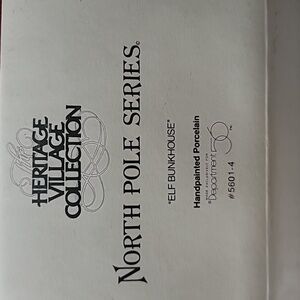 The
HERITAGE
VILLAGE
COLLECTION
NORTH POLE SERIES®
"ELF BUNKHOUSE"
Handpainted Porcelain
Department 56
#5601-4